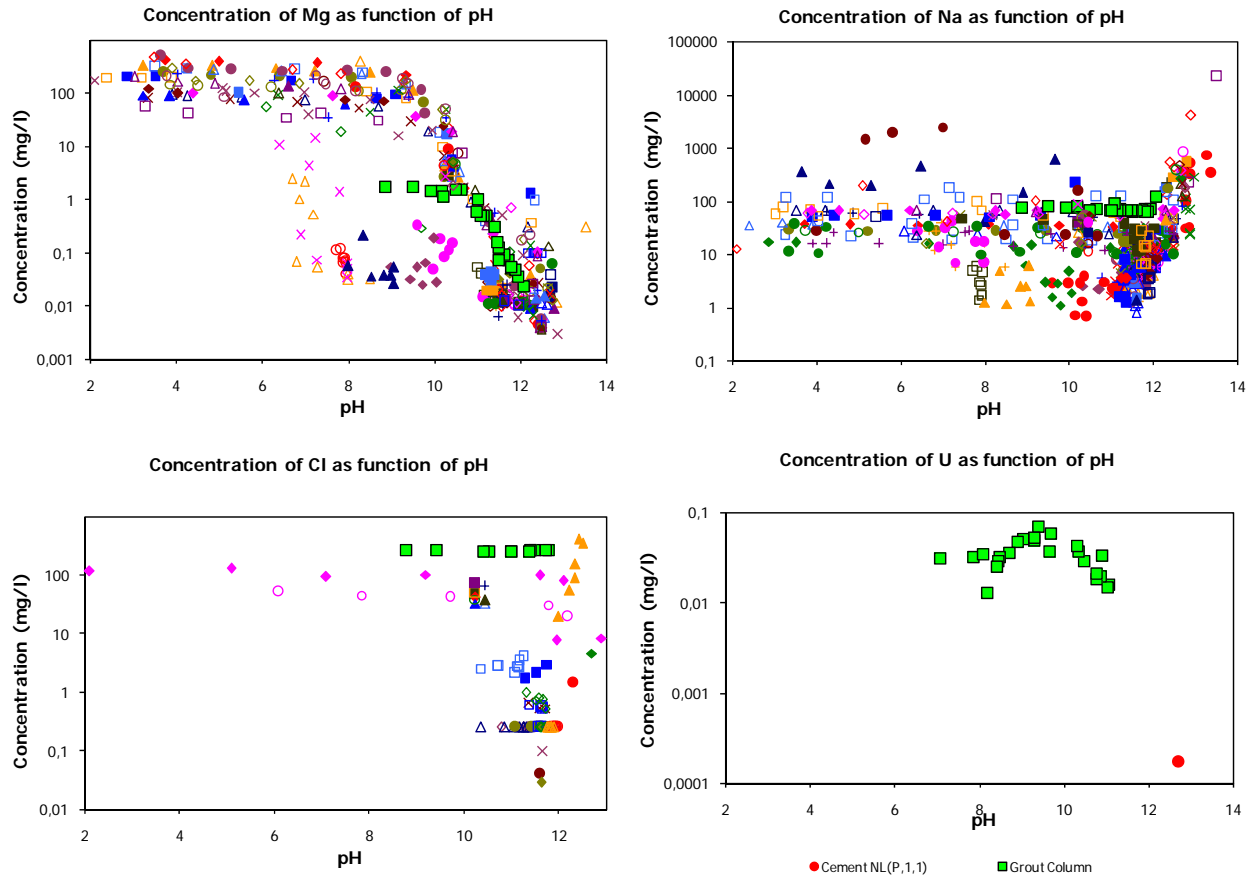 Concentration of Mg as function of pH
Concentration (mg/l)
100
10
1
0,1
0,01
0,001
2 4 6 8 10 12 14
pH
Concentration of Na as function of pH
Concentration (mg/l)
100000
10000
1000
100
10
1
0,1
2 4 6 8 10 12 14
pH
Concentration of Cl as function of pH
Concentration (mg/l)
100
10
1
0,1
0,01
2 4 6 8 10 12
pH
Concentration of U as function of pH
Concentration (mg/l)
0,1
0,01
0,001
0,0001
2 4 6 8 10 12 14
pH
Cement NL(P,1,1) Grout Column